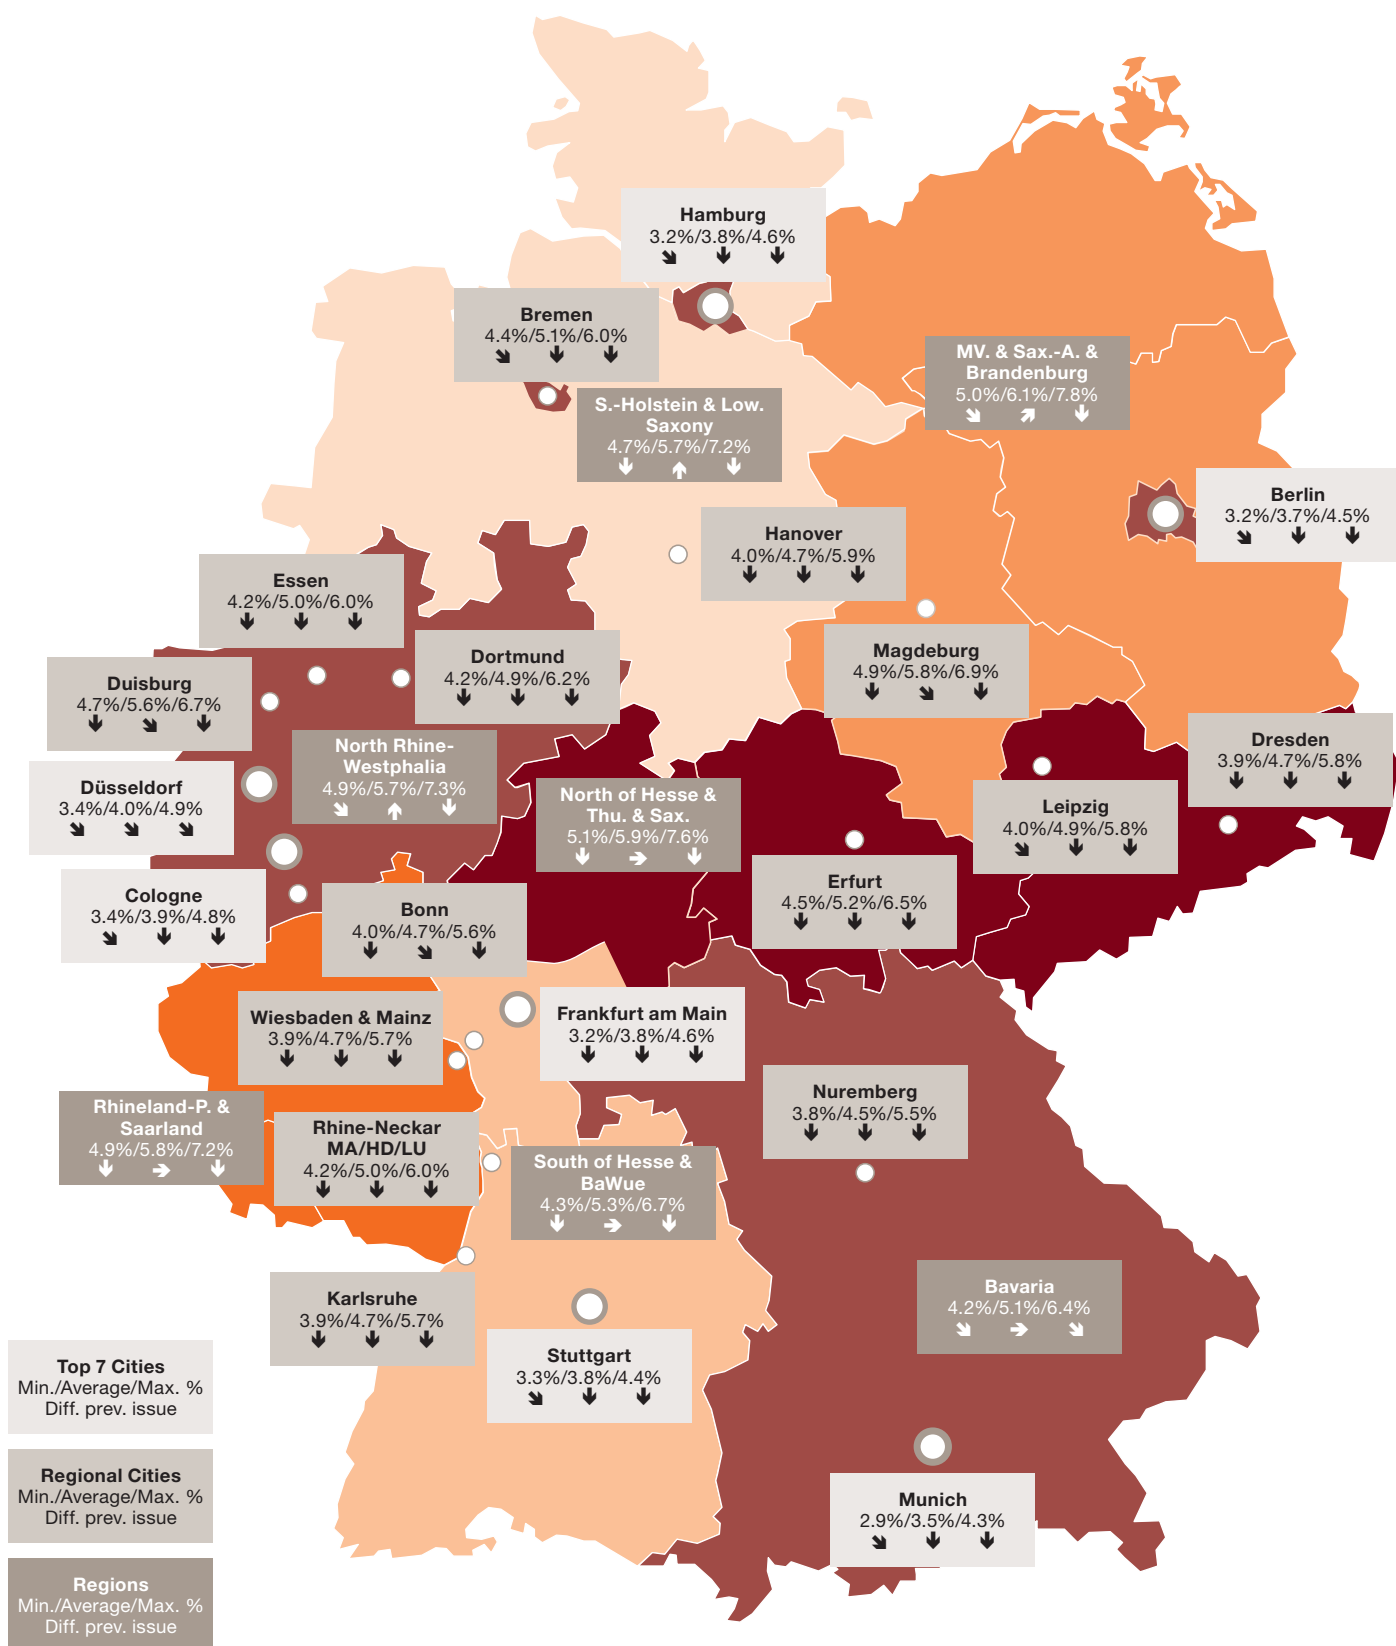 Hamburg
3.2%/3.8%/4.6%
Bremen
4.4%/5.1%/6.0%
MV. & Sax.-A. &
Brandenburg
5.0%/6.1%/7.8%
S.-Holstein & Low.
Saxony
4.7%/5.7%/7.2%
Berlin
3.2%/3.7%/4.5%
Hanover
4.0%/4.7%/5.9%
Essen
4.2%/5.0%/6.0%
Dortmund
4.2%/4.9%/6.2%
Magdeburg
4.9%/5.8%/6.9%
Duisburg
4.7%/5.6%/6.7%
North Rhine-
Westphalia
4.9%/5.7%/7.3%
Dresden
3.9%/4.7%/5.8%
Düsseldorf
3.4%/4.0%/4.9%
North of Hesse &
Thu. & Sax.
5.1%/5.9%/7.6%
Leipzig
4.0%/4.9%/5.8%
Cologne
3.4%/3.9%/4.8%
Bonn
4.0%/4.7%/5.6%
Erfurt
4.5%/5.2%/6.5%
Wiesbaden & Mainz
3.9%/4.7%/5.7%
Frankfurt am Main
3.2%/3.8%/4.6%
Nuremberg
3.8%/4.5%/5.5%
Rhineland-P. &
Saarland
4.9%/5.8%/7.2%
Rhine-Neckar
MA/HD/LU
4.2%/5.0%/6.0%
South of Hesse &
BaWue
4.3%/5.3%/6.7%
Karlsruhe
3.9%/4.7%/5.7%
Bavaria
4.2%/5.1%/6.4%
Stuttgart
3.3%/3.8%/4.4%
Munich
2.9%/3.5%/4.3%
Top 7 Cities
Min./Average/Max. %
Diff. prev. issue
Regional Cities
Min./Average/Max. %
Diff. prev. issue
Regions
Min./Average/Max. %
Diff. prev. issue